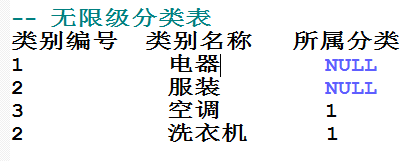 -- 无限级分类表
类别编号 类别名称 所属分类
1 电器 NULL
2 服装 NULL
3 空调 1
2 洗衣机 1